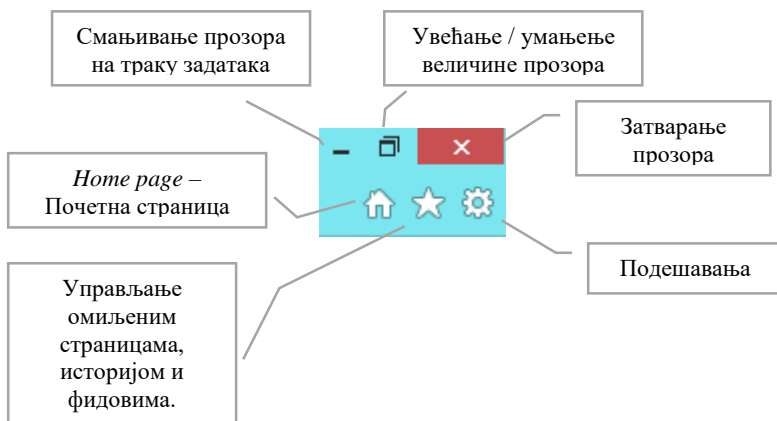 Смањивање прозора
на траку задатака
Увећање / умањење
величине прозора
Затварање
прозора
Home page –
Почетна страница
Подешавања
Управљање
омиљеним
страницама,
историјом и
фидовима.